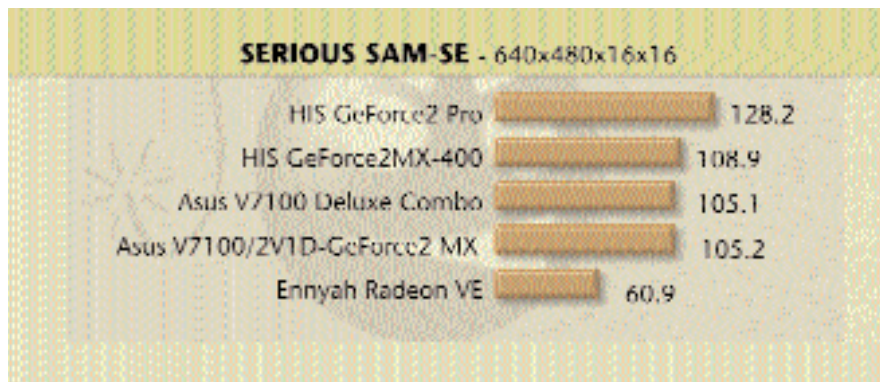 SERIOUS SAM-SE - 640x480x16x16
HIS GeForce2 Pro 128.2
HIS GeForce2MX-400 108.9
Asus V7100 Deluxe Combo 105.1
Asus V7100/2V1D-GeForce2 MX 105.2
Ennyah Radeon VE 60.9